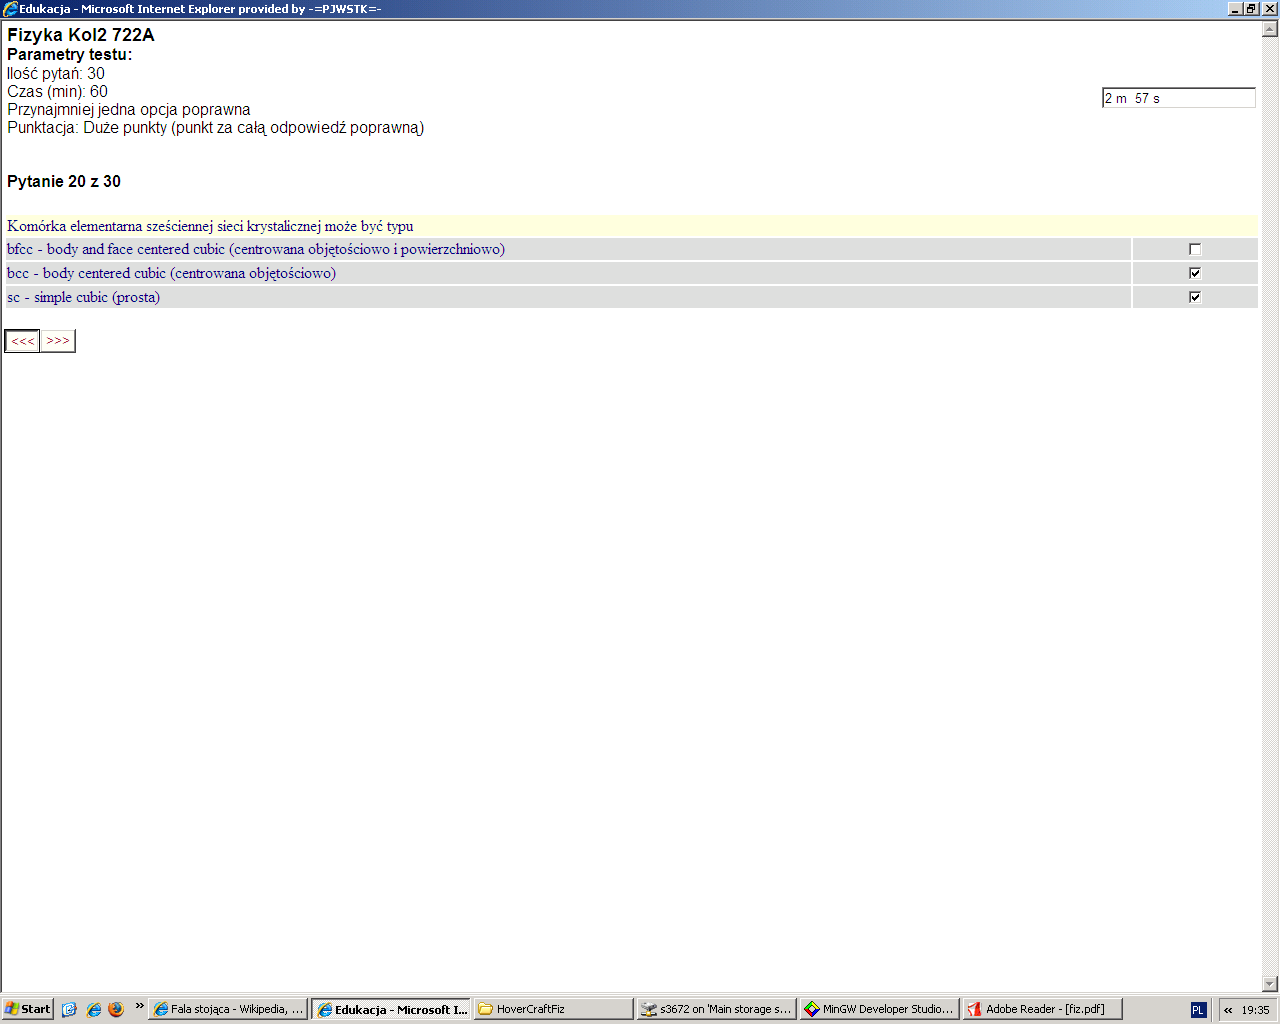 Edukacja - Microsoft Internet Explorer provided by -=PJWSTK=-
Fizyka Kol2 722A
Parametry testu:
Ilość pytań: 30
Czas (min): 60
2 m 57 s
Przynajmniej jedna opcja poprawna
Punktacja: Duże punkty (punkt za całą odpowiedź poprawną)
Pytanie 20 z 30
Komórka elementarna sześciennej sieci krystalicznej może być typu
bfcc - body and face centered cubic (centrowana objętościowo i powierzchniowo)
bcc - body centered cubic (centrowana objętościowo)
sc - simple cubic (prosta)
<<< >>>
Start » Fala stojąca - Wikipedia, ... Edukacja - Microsoft I... HoverCraftFiz s3672 on 'Main storage s... MinGW Developer Studio... Adobe Reader - [fiz.pdf] PL « 19:35